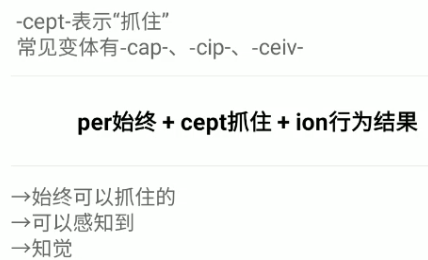 -cept-表示“抓住”
常见变体有-cap-、-cip-、-ceiv-
per始终 + cept抓住 + ion行为结果
→始终可以抓住的
→可以感知到
→知觉